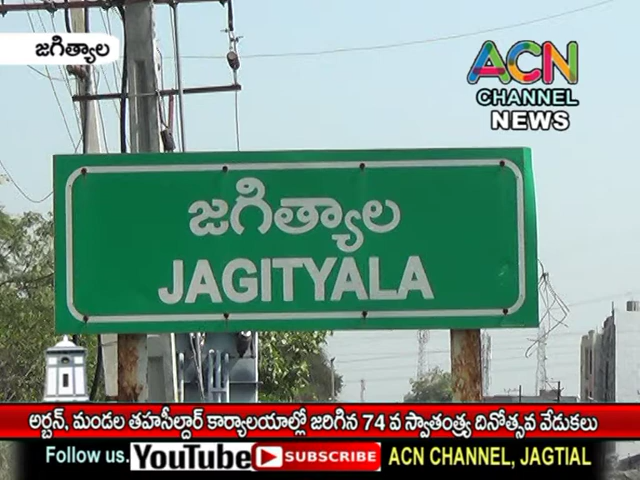 జగిత్యాల
ACN
CHANNEL
NEWS
జగిత్యాల
JAGITYALA
అర్బన్, మండల తహసీల్దార్ కార్యాలయాల్లో జరిగిన 74 వ స్వాతంత్ర్య దినోత్సవ వేడుకలు
Follow us. YouTube SUBSCRIBE ACN CHANNEL, JAGTIAL